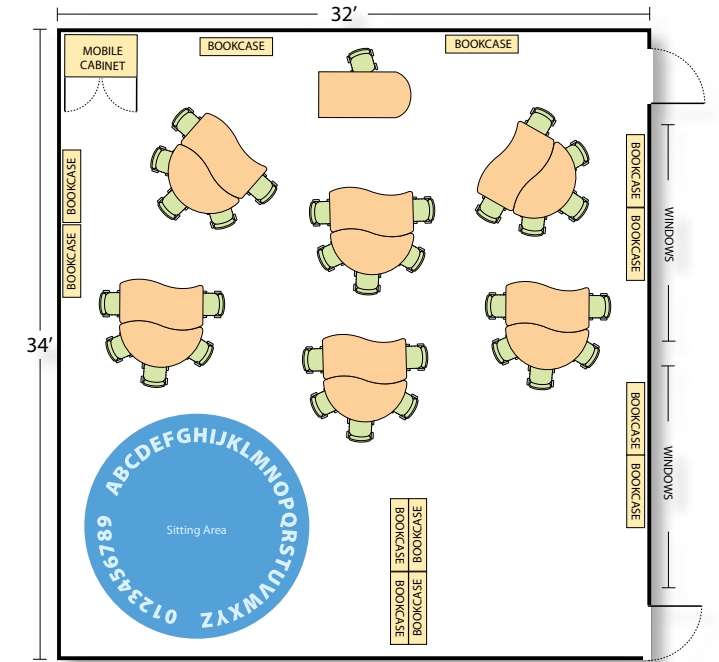 32’
MOBILE
CABINET
BOOKCASE
BOOKCASE
BOOKCASE
BOOKCASE
BOOKCASE
BOOKCASE
WINDOWS
34’
BOOKCASE
BOOKCASE
WINDOWS
ABCDEFGHIJKLMNOPQRSTUVWXYZ
0123456789
Sitting Area
BOOKCASE
BOOKCASE
BOOKCASE
BOOKCASE